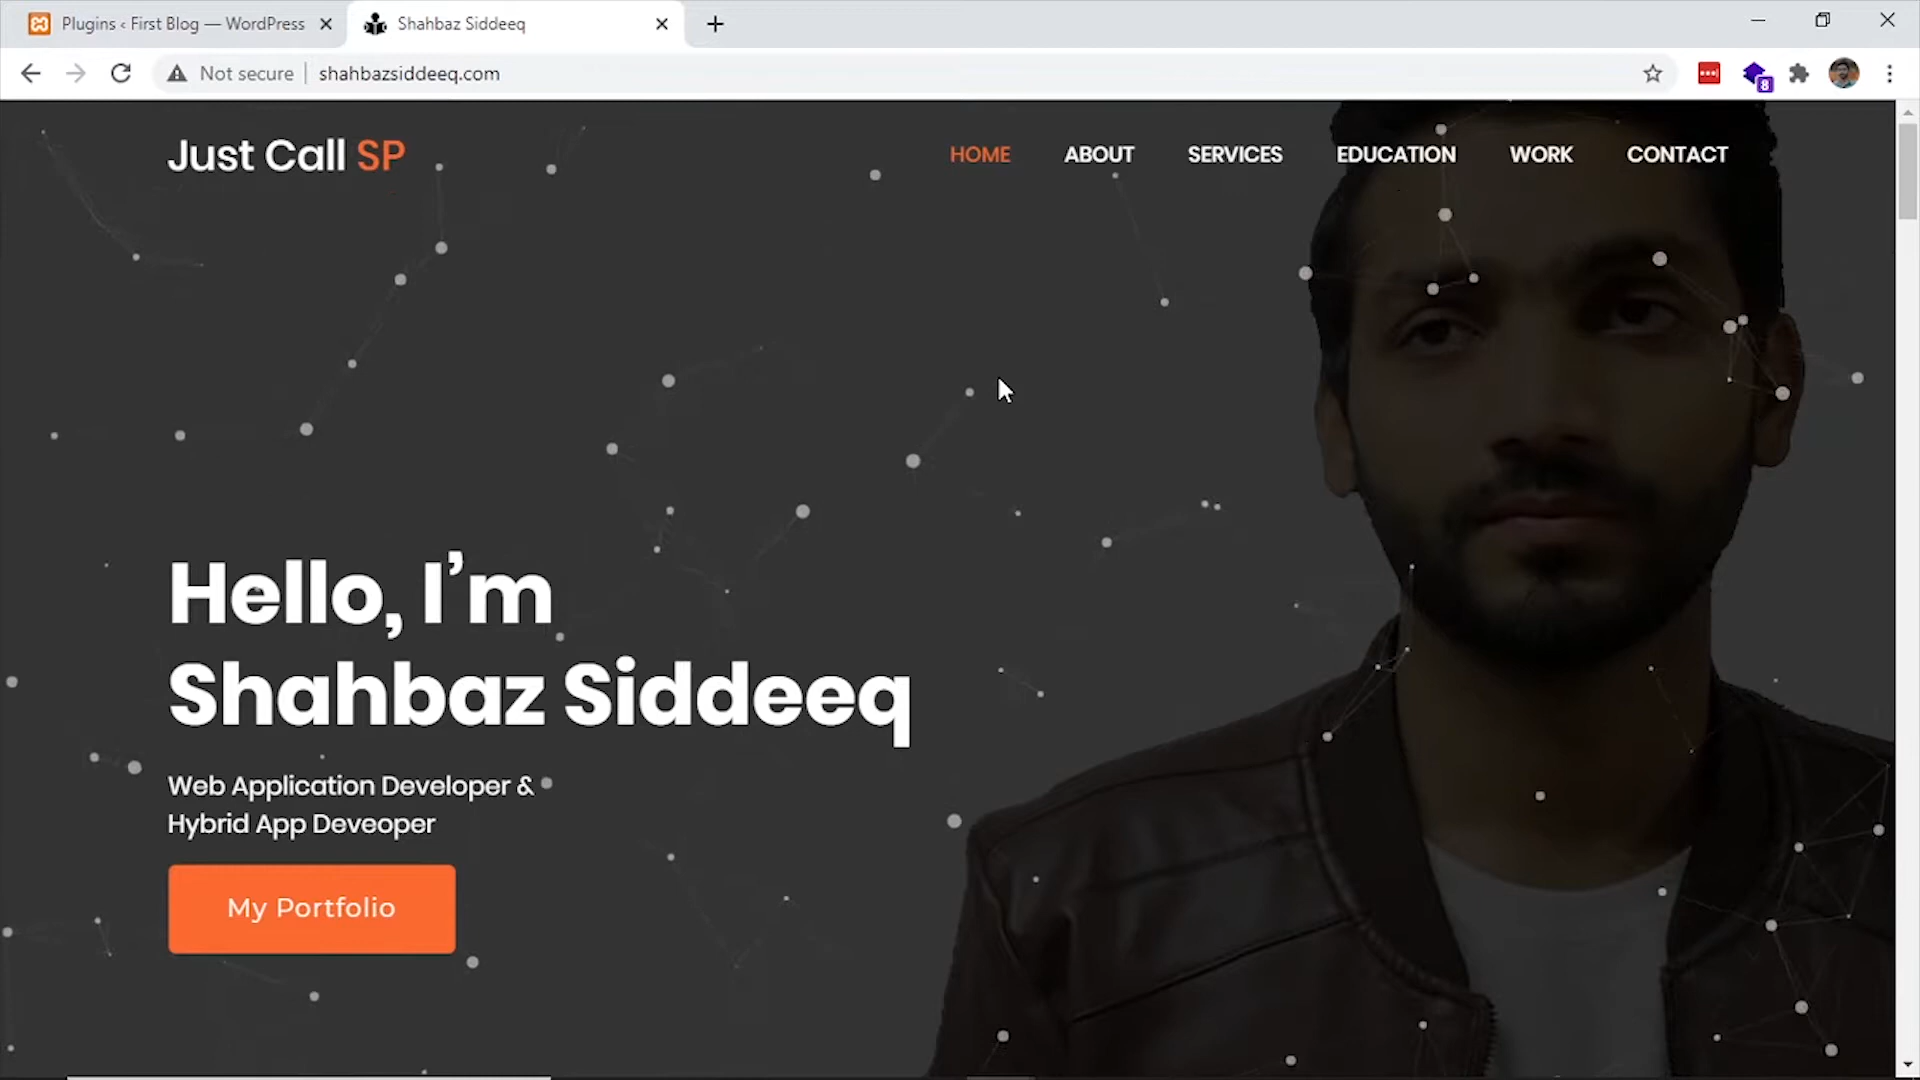 Plugins ‹ First Blog — WordPress
Shahbaz Siddeeq
Not secure
shahbazsiddeeq.com
8
Just Call SP
HOME
ABOUT
SERVICES
EDUCATION
WORK
CONTACT
Hello, I’m
Shahbaz Siddeeq
Web Application Developer &
Hybrid App Deveoper
My Portfolio